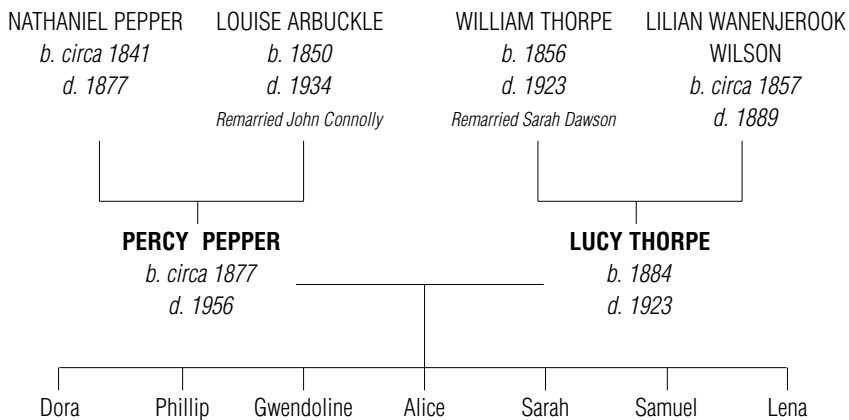 NATHANIEL PEPPER
b. circa 1841
d. 1877
LOUISE ARBUCKLE
b. 1850
d. 1934
Remarried John Connolly
WILLIAM THORPE
b. 1856
d. 1923
Remarried Sarah Dawson
LILIAN WANENJEROOK
WILSON
b. circa 1857
d. 1889
PERCY PEPPER
b. circa 1877
d. 1956
LUCY THORPE
b. 1884
d. 1923
Dora
Phillip
Gwendoline
Alice
Sarah
Samuel
Lena